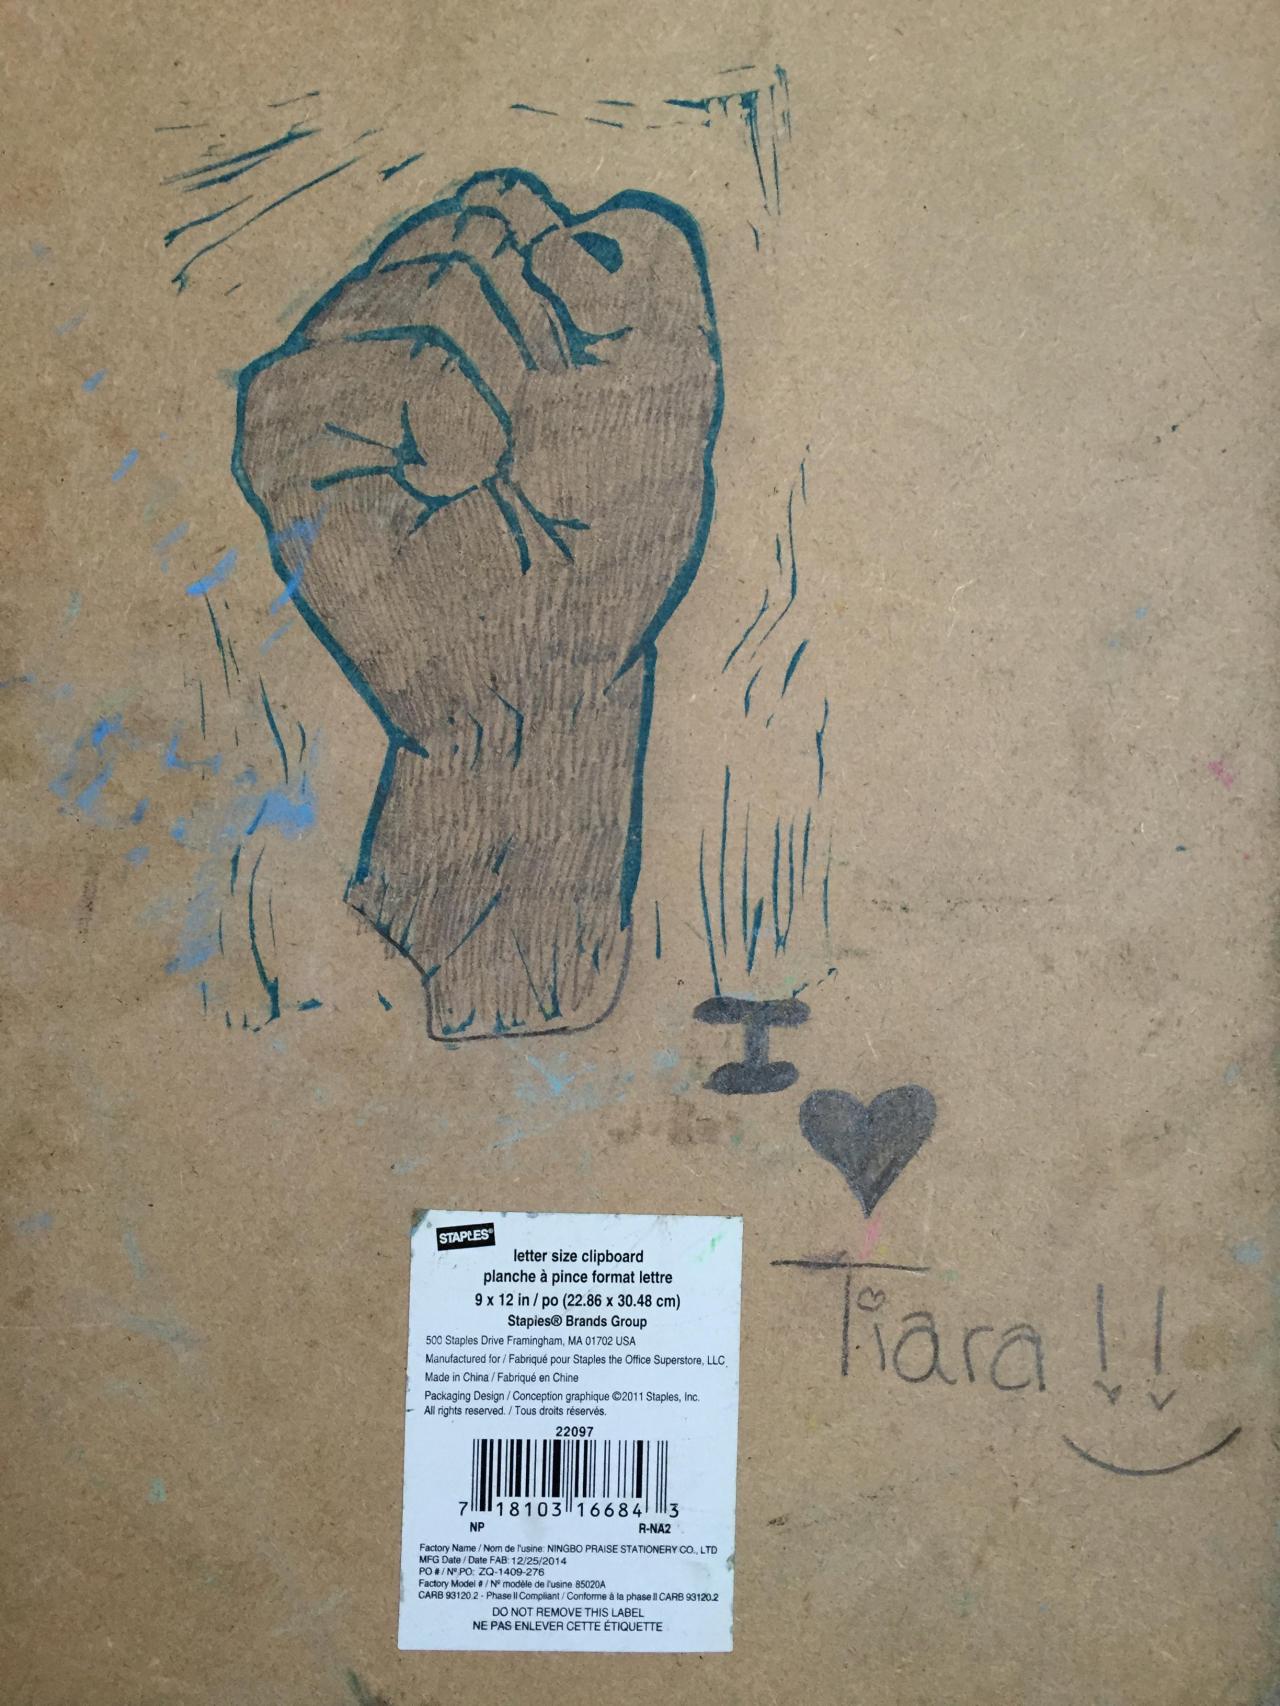 I
♥
Tiara !!
STAPLES®
letter size clipboard
planche à pince format lettre
9 x 12 in / po (22.86 x 30.48 cm)
Staples® Brands Group
500 Staples Drive Framingham, MA 01702 USA
Manufactured for / Fabriqué pour Staples the Office Superstore, LLC
Made in China / Fabriqué en Chine
Packaging Design / Conception graphique ©2011 Staples, Inc.
All rights reserved. / Tous droits réservés.
22097
7 18103 16684 3
NP R-NA2
Factory Name / Nom de l'usine: NINGBO PRAISE STATIONERY CO., LTD
MFG Date / Date FAB: 12/25/2014
PO # / Nº PO: ZQ-1409-276
Factory Model # / Nº modèle de l'usine 85020A
CARB 93120.2 - Phase II Compliant / Conforme à la phase II CARB 93120.2
DO NOT REMOVE THIS LABEL
NE PAS ENLEVER CETTE ÉTIQUETTE